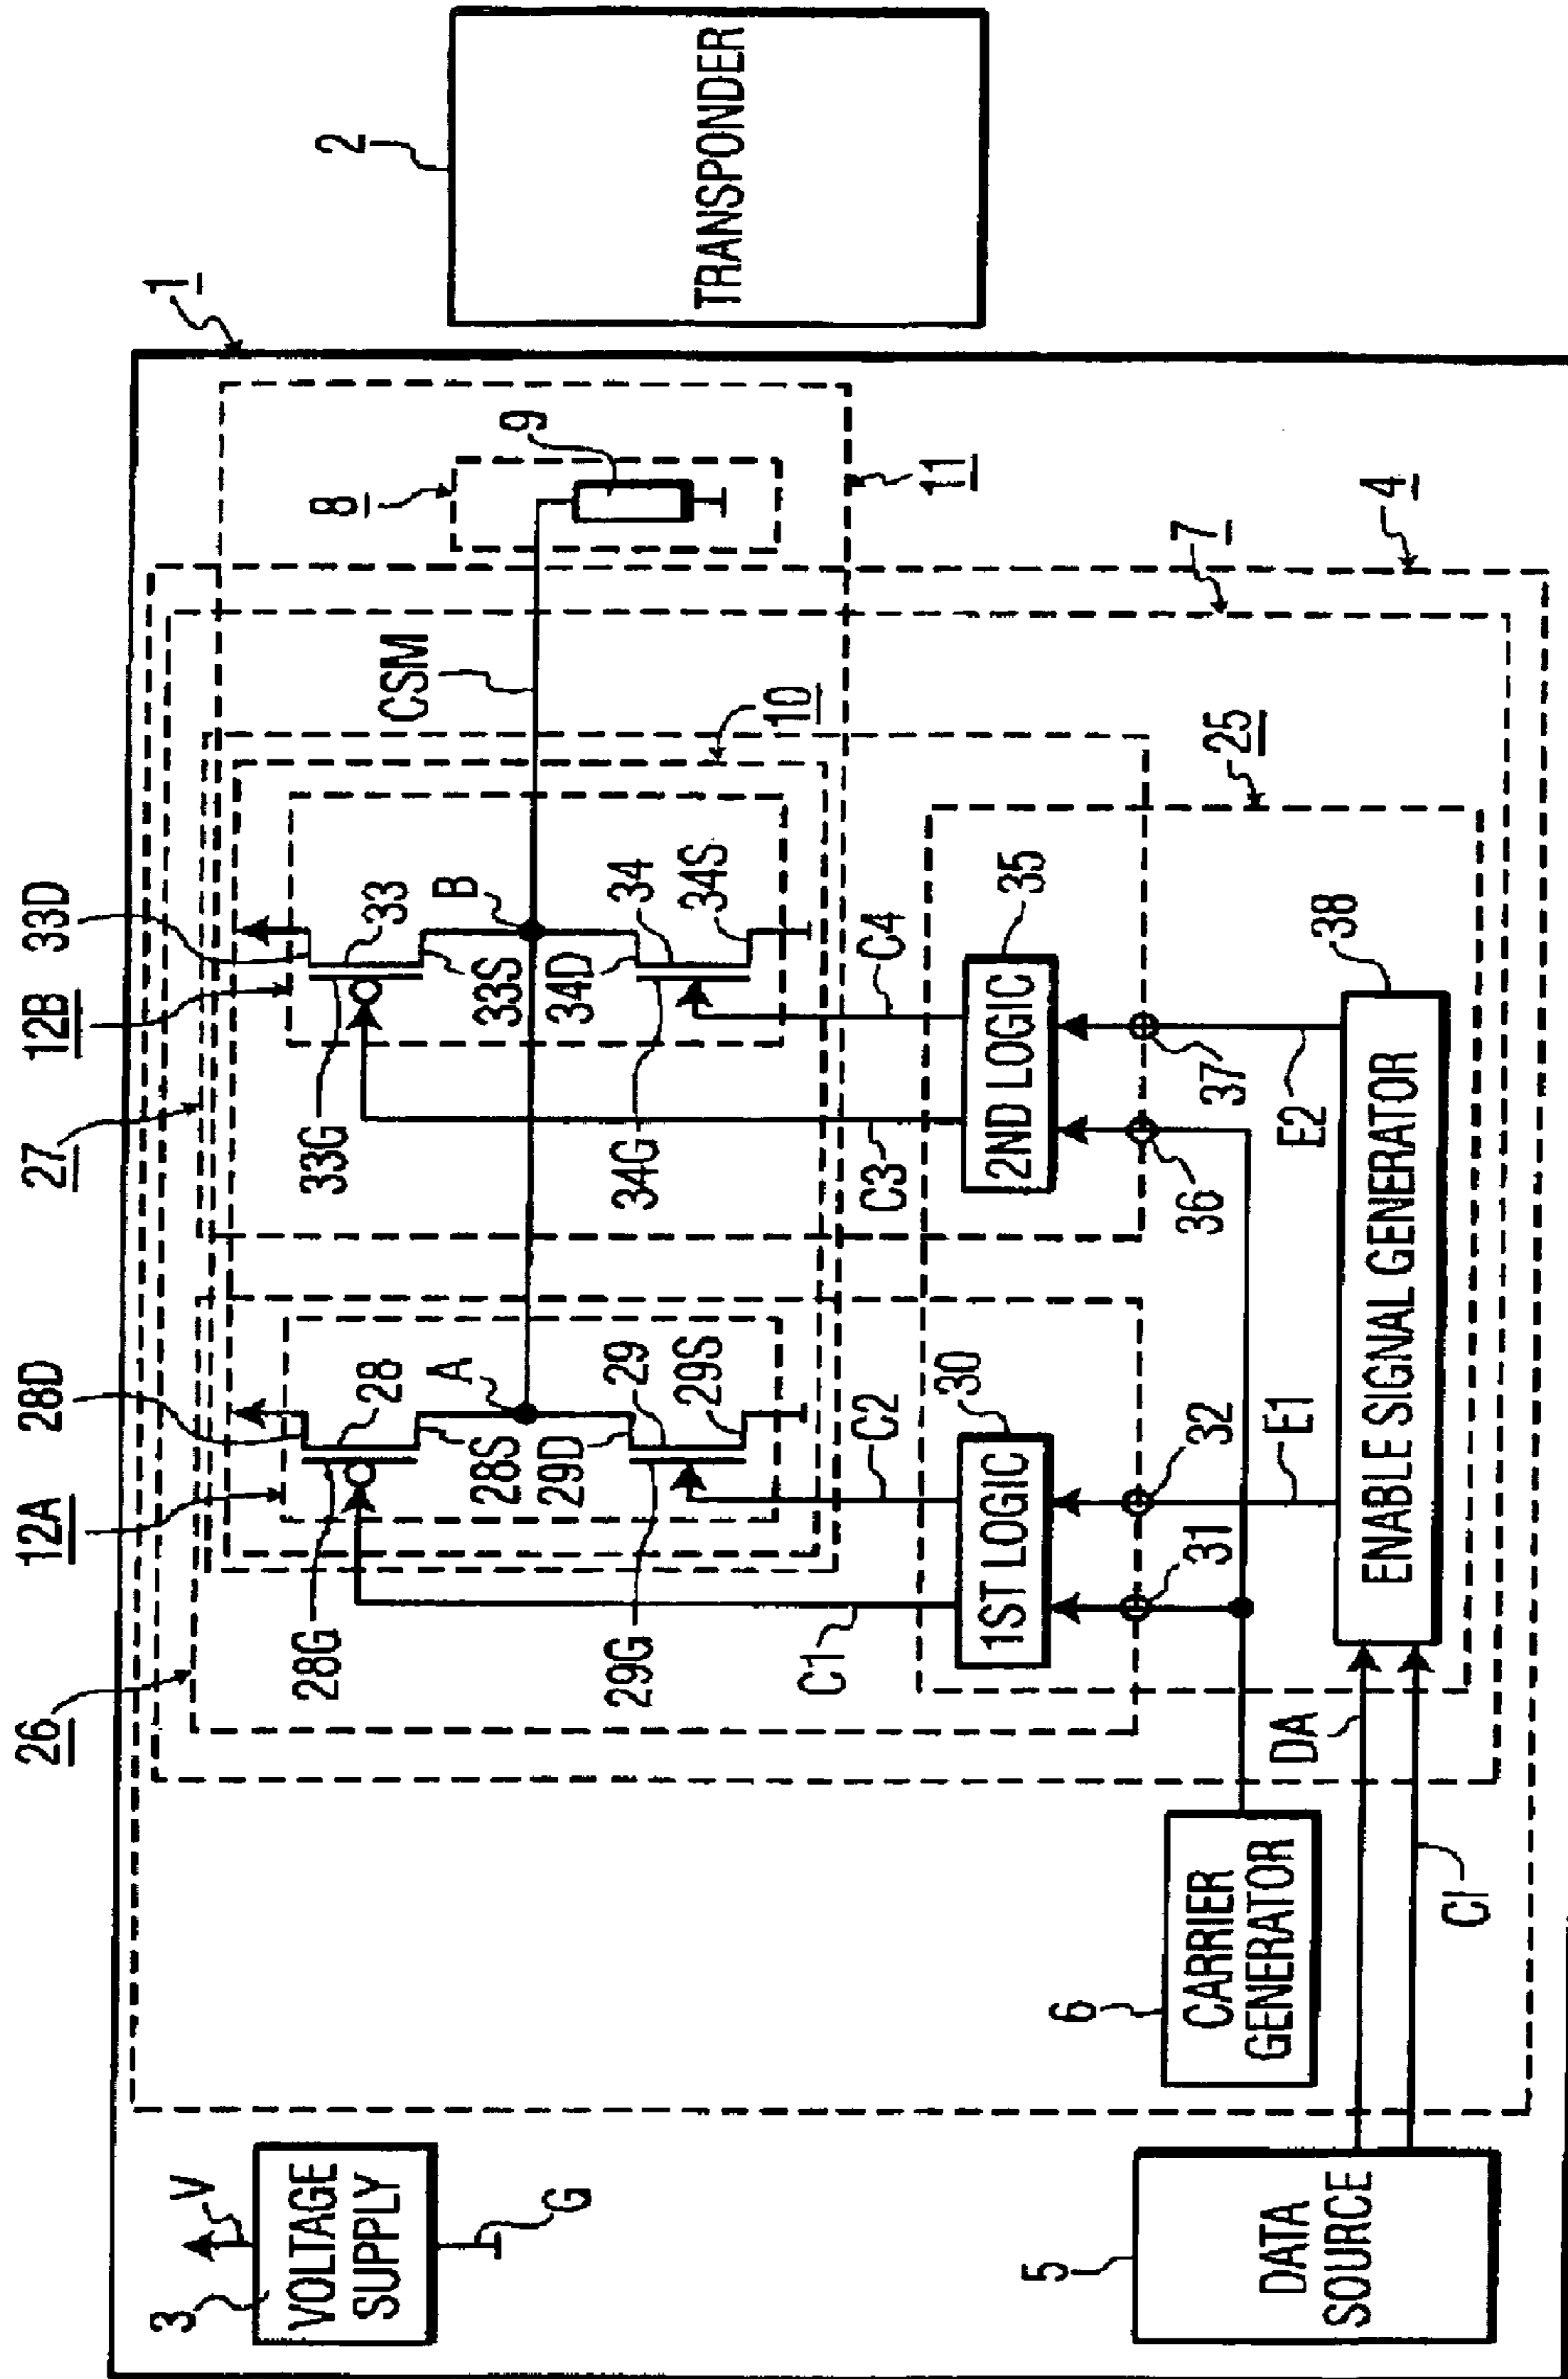 1
2
TRANSPONDER
3
V
VOLTAGE
SUPPLY
G
26
12A
28D
27
12B
33D
28G
28
28S
A
29D
29
29S
29G
33G
33
33S
B
34D
34
34S
34G
CSM
10
8
9
11
C1
C2
30
1ST LOGIC
31
32
C3
C4
35
2ND LOGIC
36
37
25
7
4
6
CARRIER
GENERATOR
E1
E2
38
ENABLE SIGNAL GENERATOR
DA
CI
5
DATA
SOURCE